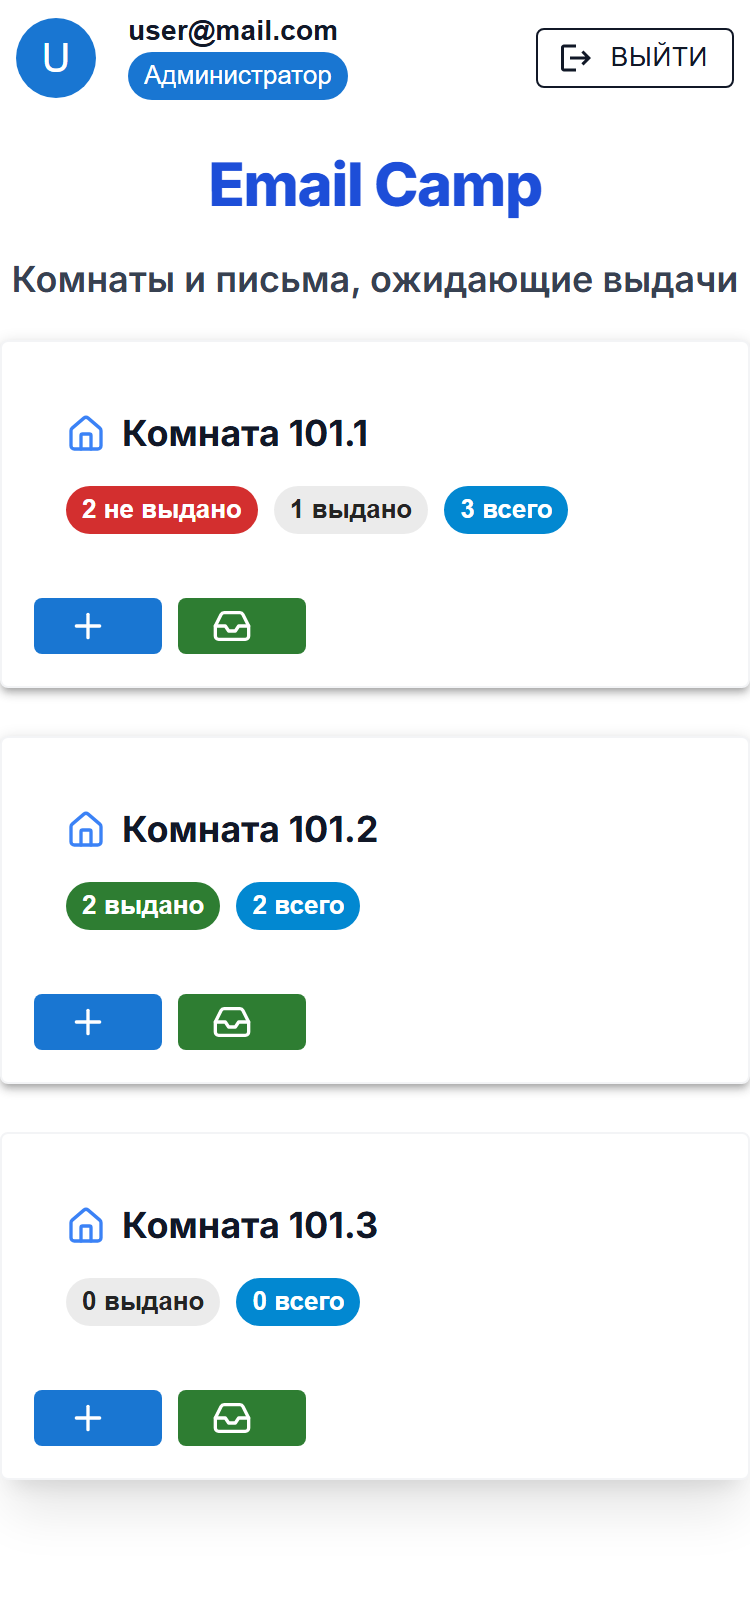 U
user@mail.com
Администратор
ВЫЙТИ
Email Camp
Комнаты и письма, ожидающие выдачи
Комната 101.1
2 не выдано 1 выдано 3 всего
Комната 101.2
2 выдано 2 всего
Комната 101.3
0 выдано 0 всего